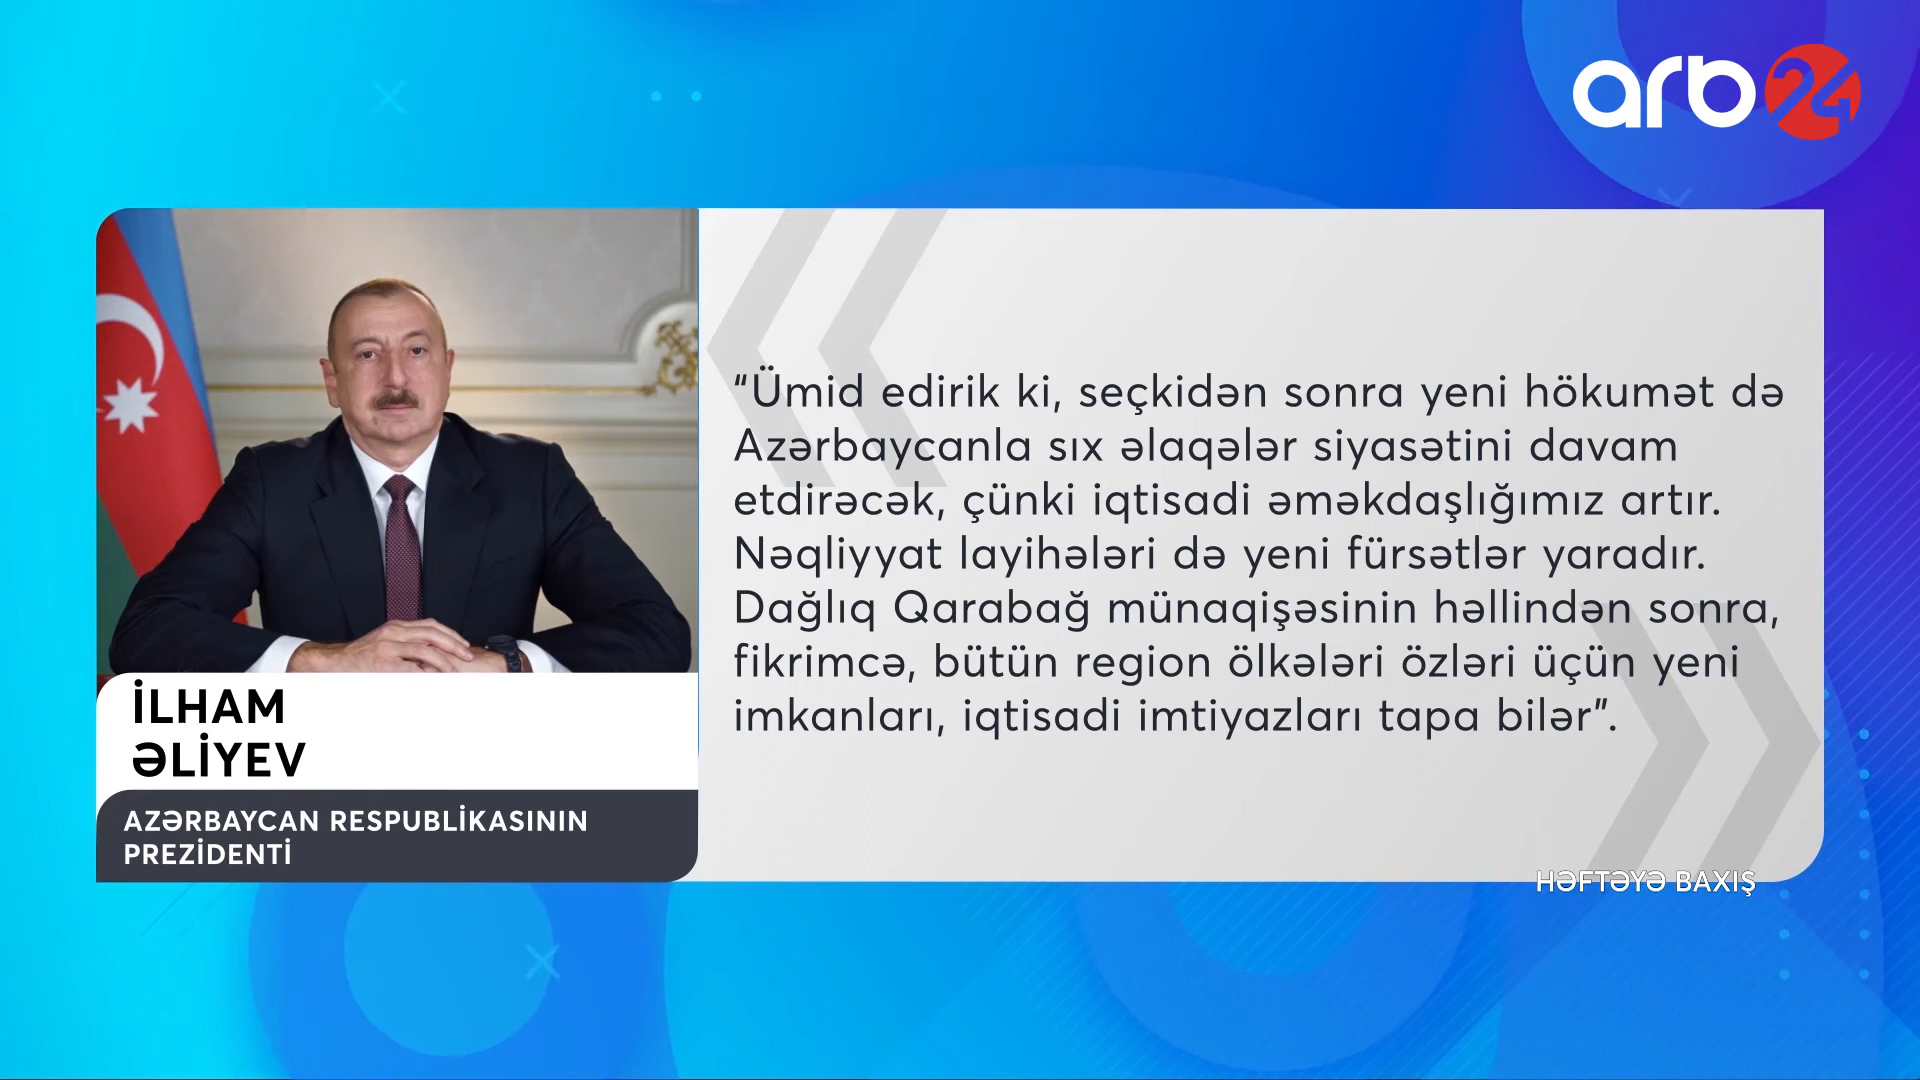 arb24
“Ümid edirik ki, seçkidən sonra yeni hökumət də
Azərbaycanla sıx əlaqələr siyasətini davam
etdirəcək, çünki iqtisadi əməkdaşlığımız artır.
Nəqliyyat layihələri də yeni fürsətlər yaradır.
Dağlıq Qarabağ münaqişəsinin həllindən sonra,
fikrimcə, bütün region ölkələri özləri üçün yeni
imkanları, iqtisadi imtiyazları tapa bilər”.
İLHAM
ƏLİYEV
AZƏRBAYCAN RESPUBLİKASININ
PREZİDENTİ
HƏFTƏYƏ BAXIŞ